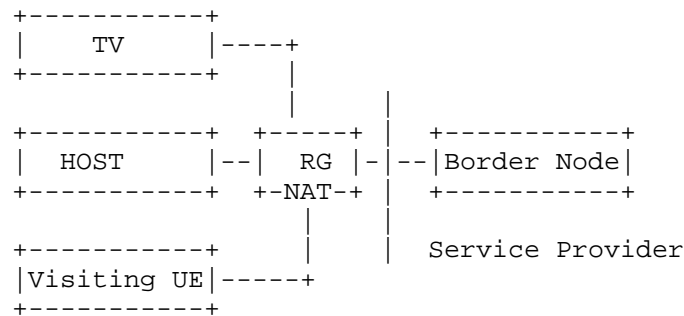 TV
HOST RG Border Node
NAT
Service Provider
Visiting UE